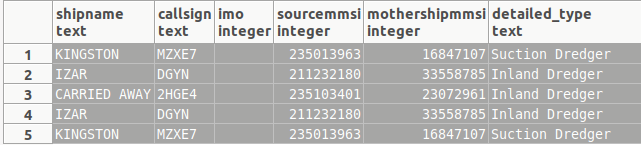 shipname callsign imo sourcemmsi mothershipmmsi detailed_type
text text integer integer integer text
1 KINGSTON MZXE7 235013963 16847107 Suction Dredger
2 IZAR DGYN 211232180 33558785 Inland Dredger
3 CARRIED AWAY 2HGE4 235103401 23072961 Inland Dredger
4 IZAR DGYN 211232180 33558785 Inland Dredger
5 KINGSTON MZXE7 235013963 16847107 Suction Dredger